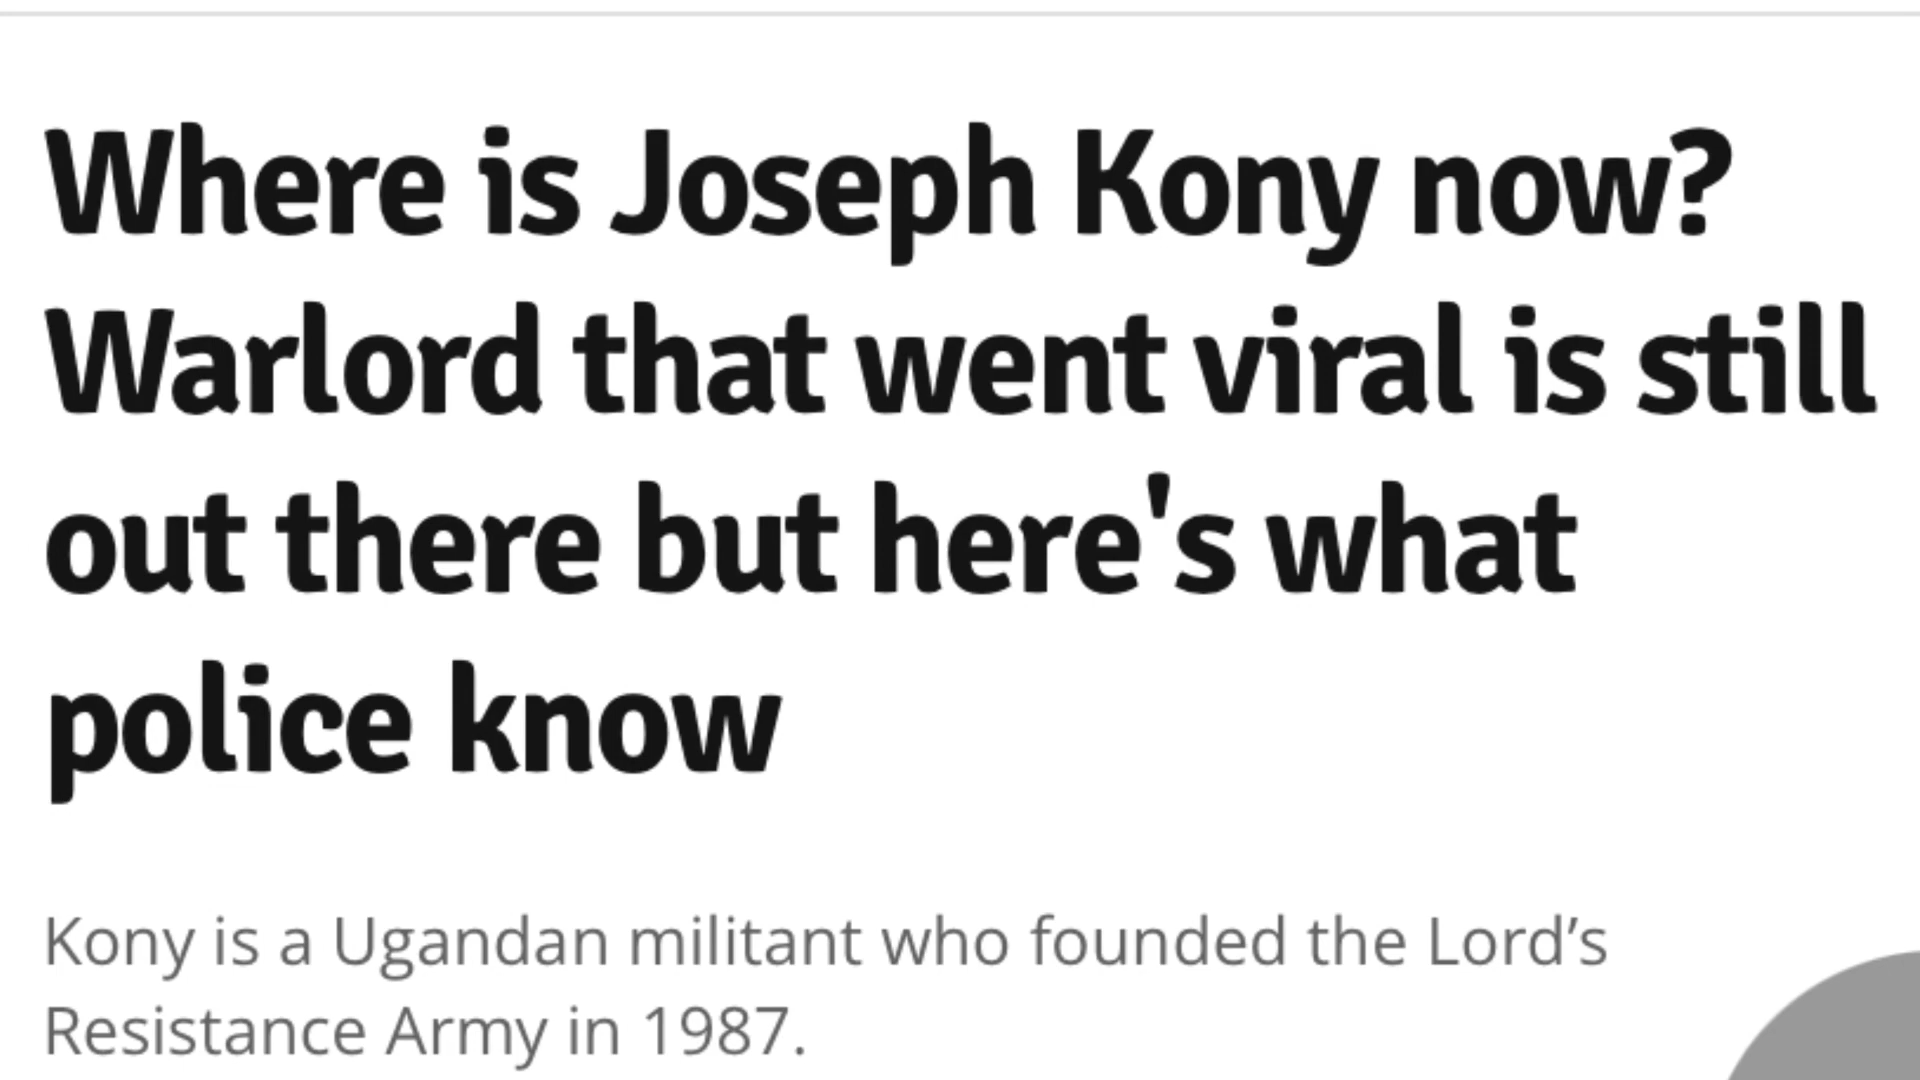 Where is Joseph Kony now?
Warlord that went viral is still
out there but here's what
police know
Kony is a Ugandan militant who founded the Lord’s
Resistance Army in 1987.